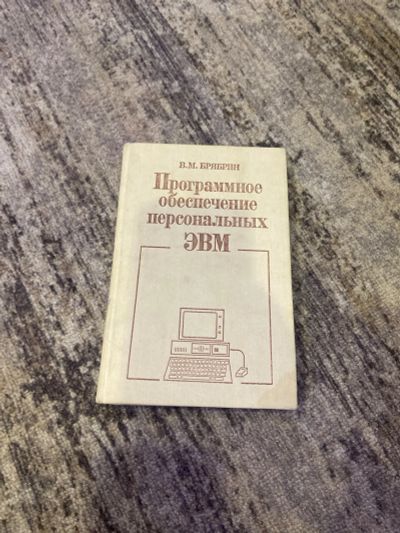 В.М. БРЯБРИН
Программное
обеспечение
персональных
ЭВМ